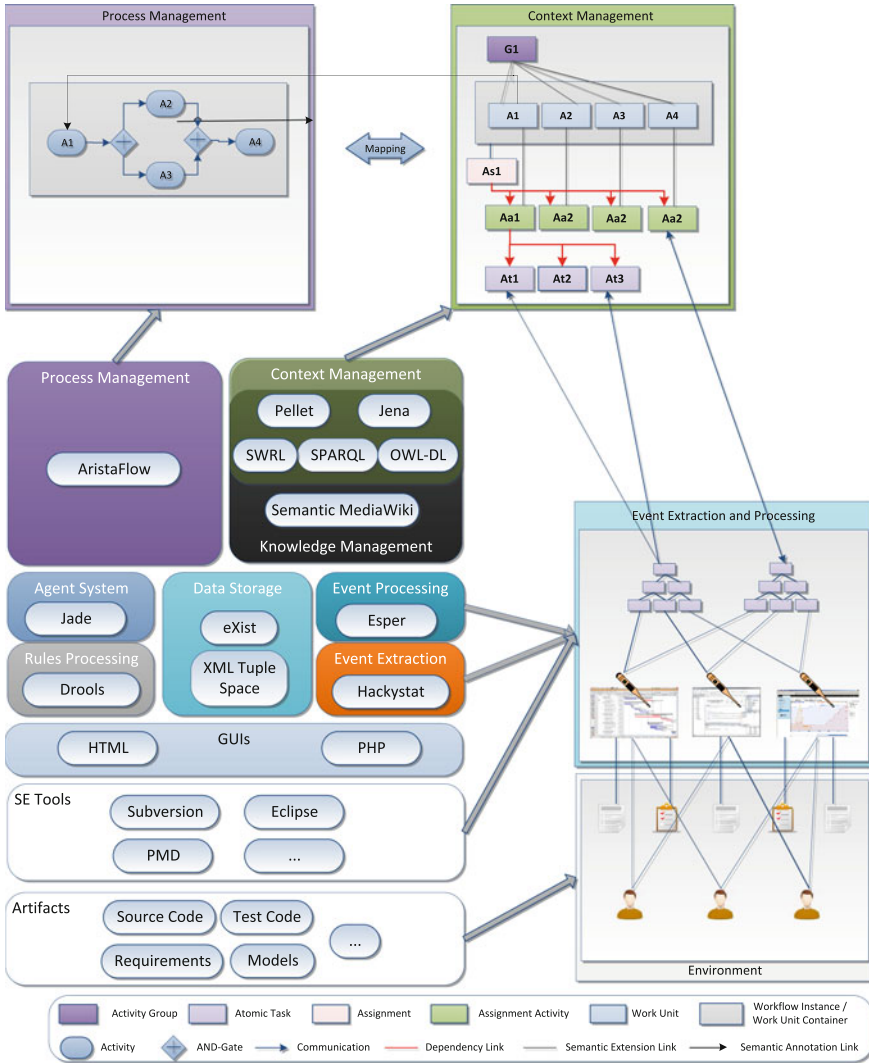 Process Management
Context Management
G1
A1
A2
A3
A4
A1
A2
A3
A4
Mapping
As1
Aa1
Aa2
Aa2
Aa2
At1
At2
At3
Process Management
AristaFlow
Context Management
Pellet
Jena
SWRL
SPARQL
OWL-DL
Semantic MediaWiki
Knowledge Management
Event Extraction and Processing
Agent System
Jade
Data Storage
eXist
XML Tuple
Space
Event Processing
Esper
Rules Processing
Drools
Event Extraction
Hackystat
GUIs
HTML
PHP
SE Tools
Subversion
Eclipse
PMD
...
Artifacts
Source Code
Test Code
...
Requirements
Models
Environment
Activity Group
Atomic Task
Assignment
Assignment Activity
Work Unit
Workflow Instance /
Work Unit Container
Activity
AND-Gate
Communication
Dependency Link
Semantic Extension Link
Semantic Annotation Link